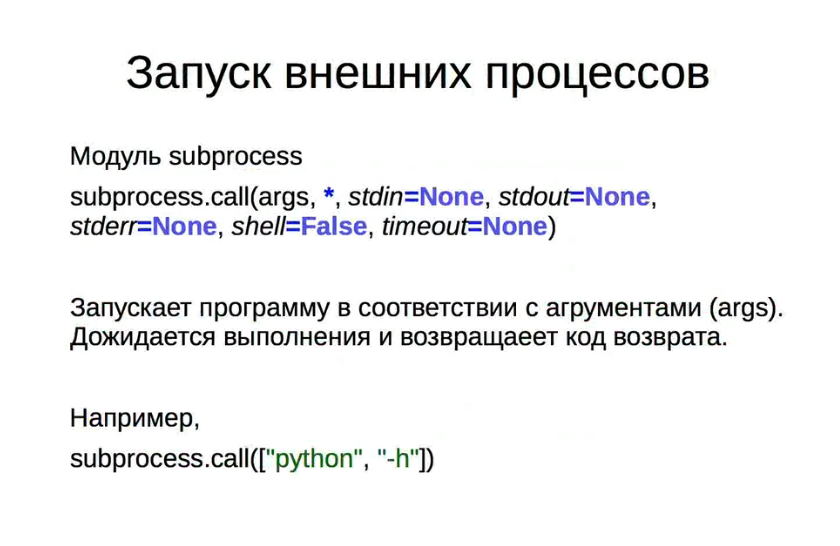 Запуск внешних процессов
Модуль subprocess
subprocess.call(args, *, stdin=None, stdout=None,
stderr=None, shell=False, timeout=None)
Запускает программу в соответствии с агрументами (args).
Дожидается выполнения и возвращаеет код возврата.
Например,
subprocess.call(["python", "-h"])